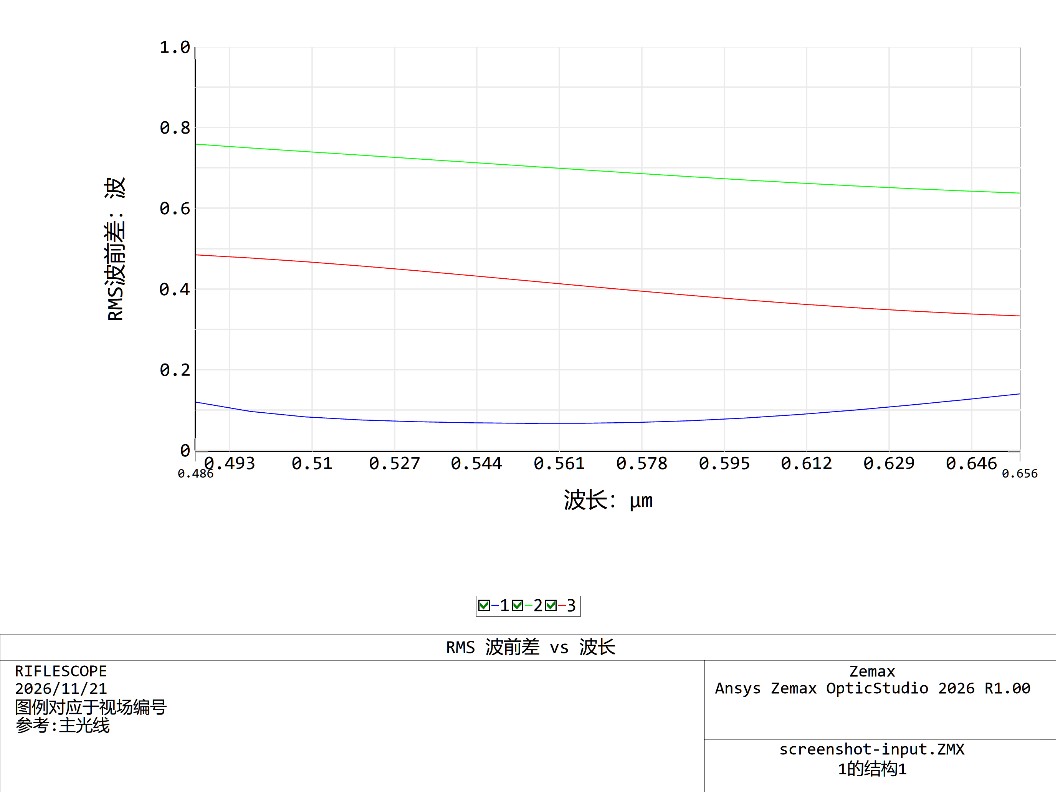 1.0
0.8
0.6
0.4
0.2
0
RMS波前差: 波
0.493 0.51 0.527 0.544 0.561 0.578 0.595 0.612 0.629 0.646
0.486 0.656
波长: μm
1 2 3
RMS 波前差 vs 波长
RIFLESCOPE
2026/11/21
图例对应于视场编号
参考:主光线
Zemax
Ansys Zemax OpticStudio 2026 R1.00
screenshot-input.ZMX
1的结构1